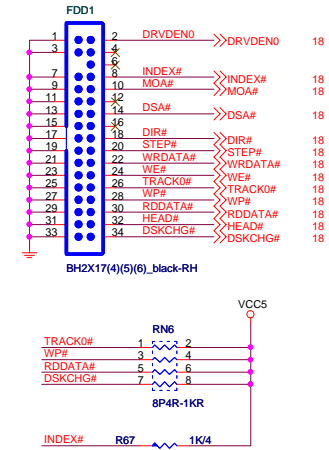 FDD1
1 2 DRVDEN0 DRVDEN0 18
3 4
6
7 8 INDEX# INDEX# 18
9 10 MOA# MOA# 18
11 12
13 14 DSA# DSA# 18
15 16
17 18 DIR# DIR# 18
19 20 STEP# STEP# 18
21 22 WRDATA# WRDATA# 18
23 24 WE# WE# 18
25 26 TRACK0# TRACK0# 18
27 28 WP# WP# 18
29 30 RDDATA# RDDATA# 18
31 32 HEAD# HEAD# 18
33 34 DSKCHG# DSKCHG# 18
BH2X17(4)(5)(6)_black-RH
VCC5
RN6
TRACK0# 1 2
WP# 3 4
RDDATA# 5 6
DSKCHG# 7 8
8P4R-1KR
INDEX# R67 1K/4